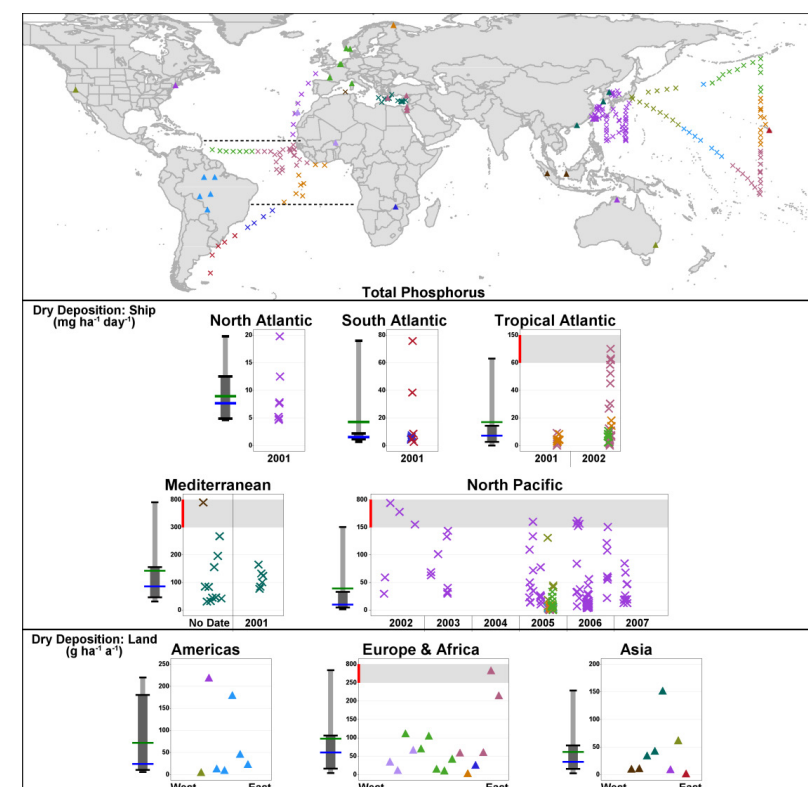 Total Phosphorus
Dry Deposition: Ship
(mg ha⁻¹ day⁻¹)
North Atlantic
20
15
10
5
0
2001
South Atlantic
80
60
40
20
0
2001
Tropical Atlantic
150
60
40
20
0
2001 2002
Mediterranean
800
300
200
100
0
No Date 2001
North Pacific
800
150
100
50
0
2002 2003 2004 2005 2006 2007
Dry Deposition: Land
(g ha⁻¹ a⁻¹)
Americas
250
200
150
100
50
0
West East
Europe & Africa
800
300
250
200
150
100
50
0
West East
Asia
200
150
100
50
0
West East